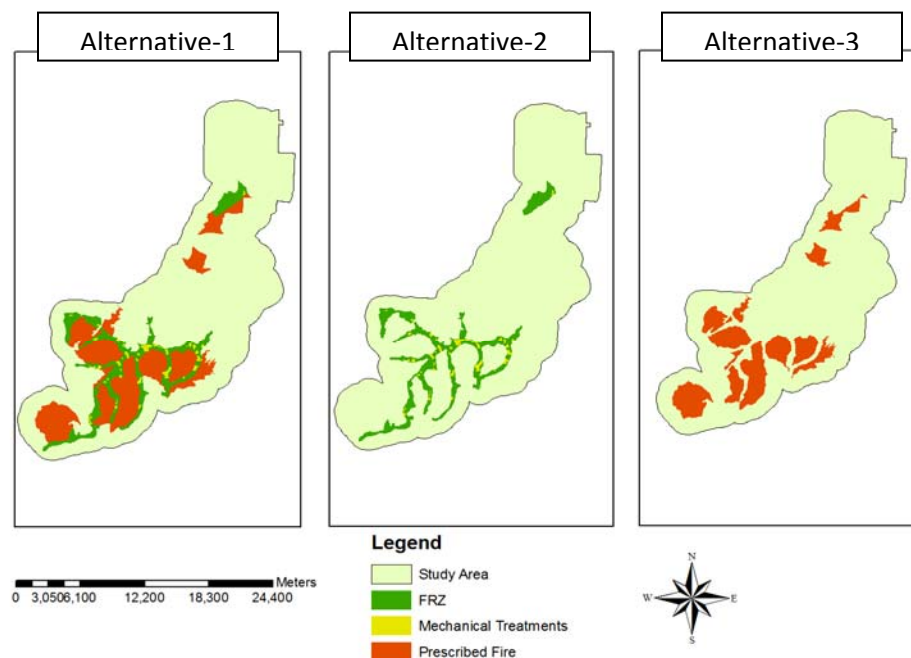 Alternative-1
Alternative-2
Alternative-3
Legend
Study Area
FRZ
Mechanical Treatments
Prescribed Fire
Meters
0 3,0506,100 12,200 18,300 24,400
N
W E
S